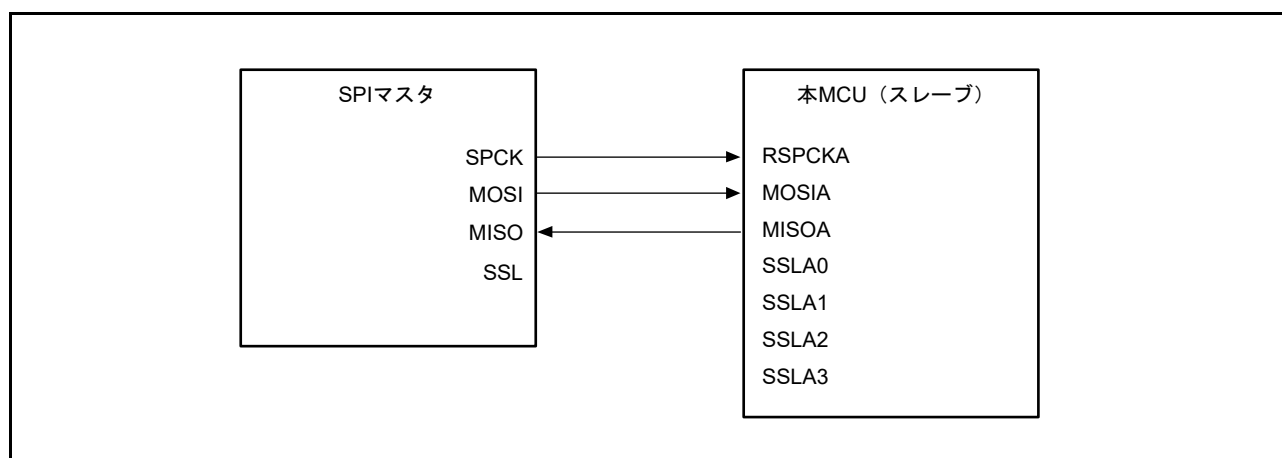 SPIマスタ
SPCK
MOSI
MISO
SSL
本MCU（スレーブ）
RSPCKA
MOSIA
MISOA
SSLA0
SSLA1
SSLA2
SSLA3